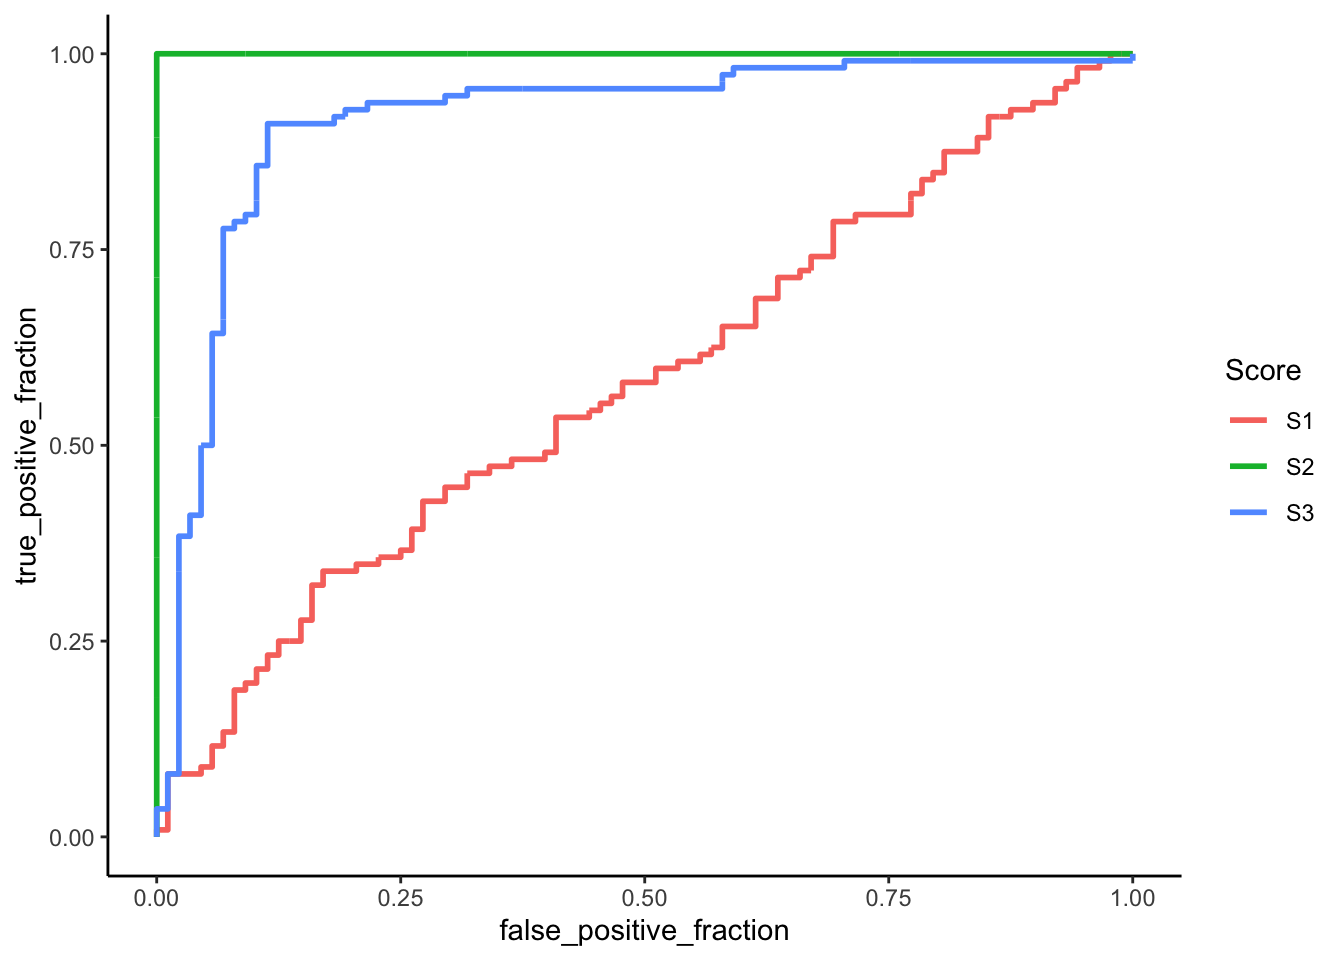 1.00
0.75
0.50
0.25
0.00
true_positive_fraction
0.00 0.25 0.50 0.75 1.00
false_positive_fraction
Score
S1
S2
S3